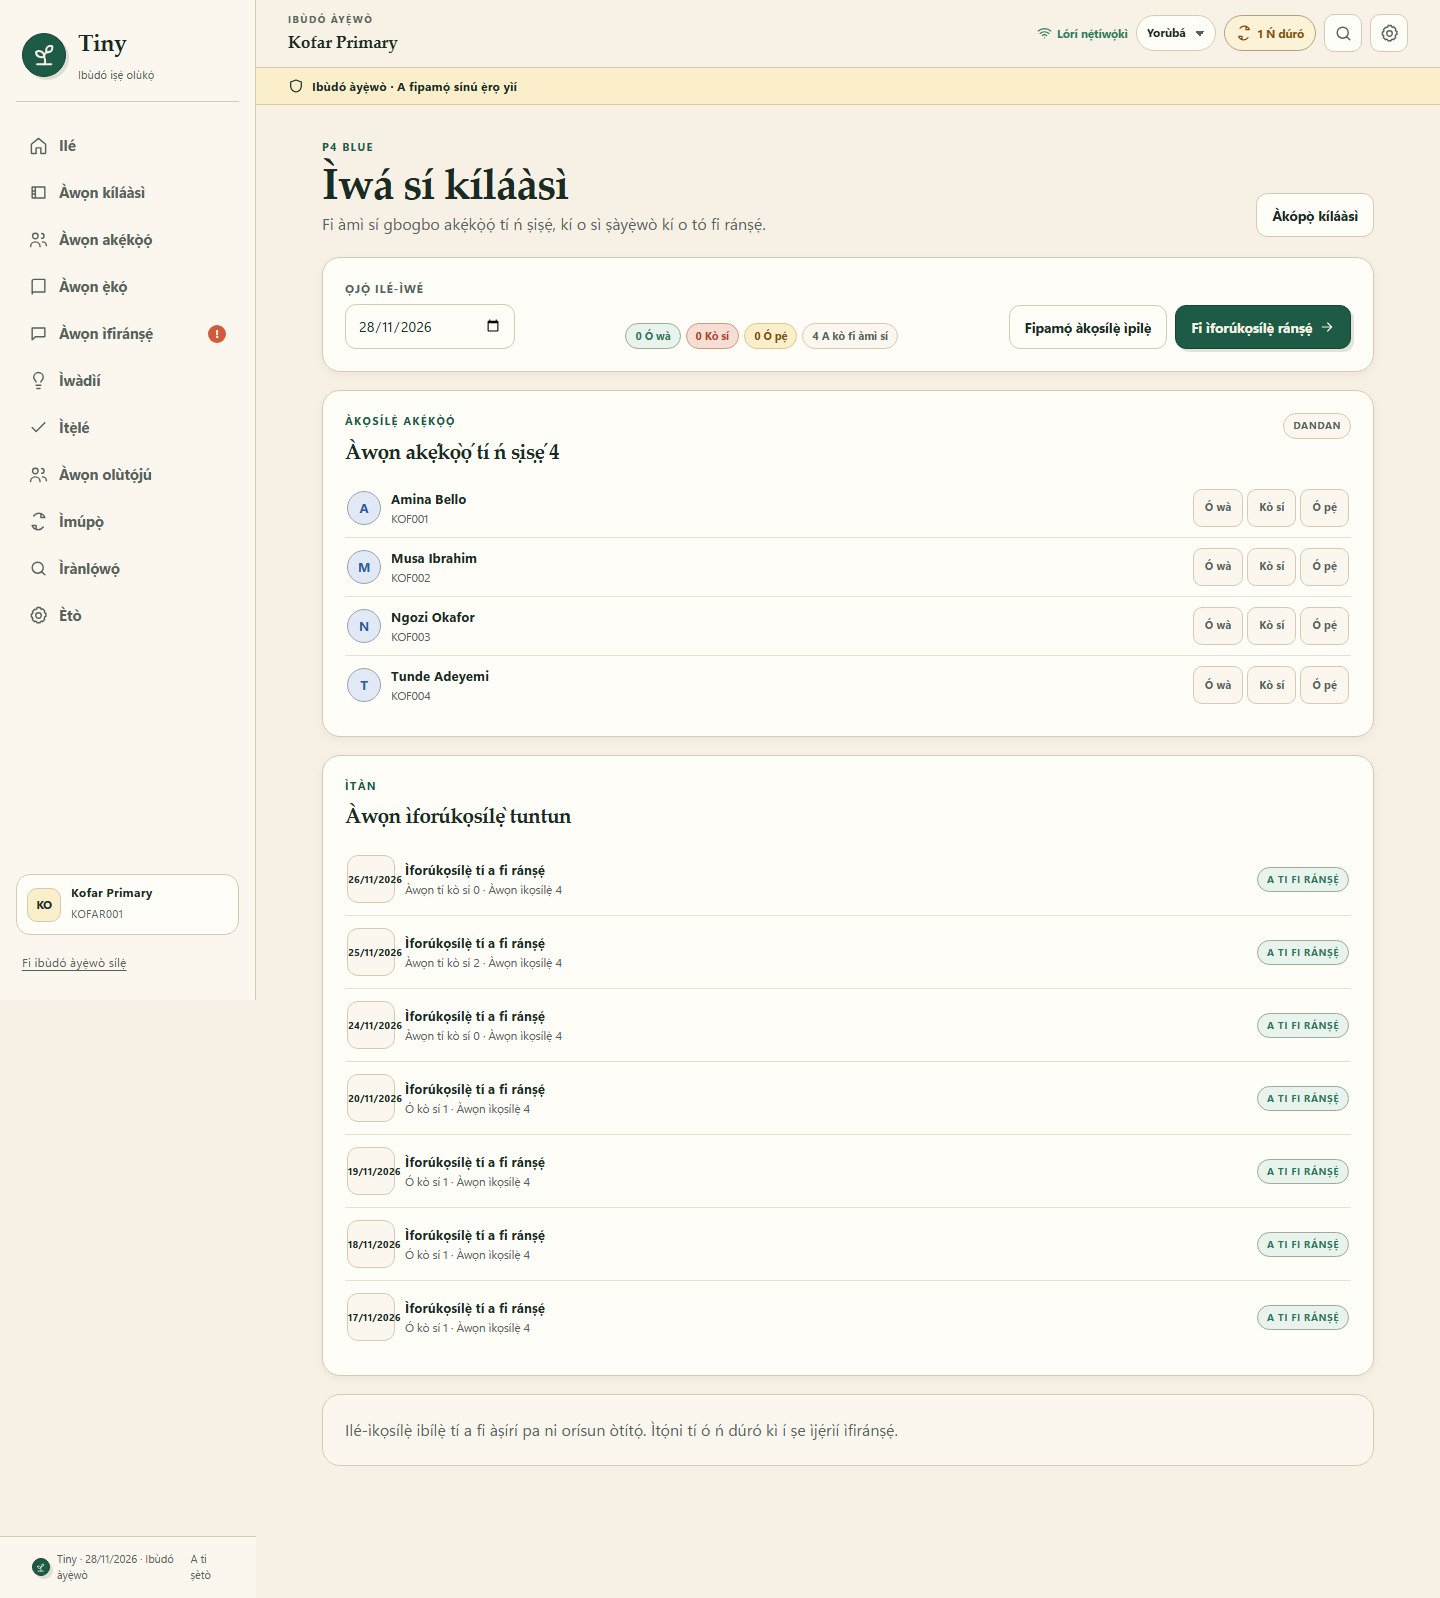 Tiny
Ibùdó iṣẹ́ olùkọ́
Ilé
Àwọn kíláàsì
Àwọn akẹ́kọ̀ọ́
Àwọn ẹ̀kọ́
Àwọn ìfiránṣẹ́
!
Ìwàdìí
Ìtẹ̀lé
Àwọn olùtọ́jú
Ìmúpọ̀
Ìrànlọ́wọ́
Ètò
KO
Kofar Primary
KOFAR001
Fi ibùdó àyẹ̀wò sílẹ̀
Tiny · 28/11/2026 · Ibùdó àyẹ̀wò
A ti ṣètò
IBÙDÓ ÀYẸ̀WÒ
Kofar Primary
Lórí nẹ́tíwọ́kì
Yorùbá
1 Ń dúró
Ibùdó àyẹ̀wò · A fipamọ́ sínú ẹ̀rọ yìí
P4 BLUE
Ìwá sí kíláàsì
Fi àmì sí gbogbo akẹ́kọ̀ọ́ tí ń ṣiṣẹ́, kí o sì ṣàyẹ̀wò kí o tó fi ránṣẹ́.
Àkópọ̀ kíláàsì
ỌJỌ́ ILÉ-ÌWÉ
28/11/2026
0 Ó wà
0 Kò sí
0 Ó pẹ́
4 A kò fi àmì sí
Fipamọ́ àkọsílẹ̀ ìpilẹ̀
Fi ìforúkọsílẹ̀ ránṣẹ́
ÀKỌSÍLẸ̀ AKẸ́KỌ̀Ọ́
Àwọn akẹ́kọ̀ọ́ tí ń ṣiṣẹ́ 4
DANDAN
A
Amina Bello
KOF001
Ó wà
Kò sí
Ó pẹ́
M
Musa Ibrahim
KOF002
Ó wà
Kò sí
Ó pẹ́
N
Ngozi Okafor
KOF003
Ó wà
Kò sí
Ó pẹ́
T
Tunde Adeyemi
KOF004
Ó wà
Kò sí
Ó pẹ́
ÌTÀN
Àwọn ìforúkọsílẹ̀ tuntun
26/11/2026
Ìforúkọsílẹ̀ tí a fi ránṣẹ́
Àwọn tí kò sí 0 · Àwọn ìkọsílẹ̀ 4
A TI FI RÁNṢẸ́
25/11/2026
Ìforúkọsílẹ̀ tí a fi ránṣẹ́
Àwọn tí kò sí 2 · Àwọn ìkọsílẹ̀ 4
A TI FI RÁNṢẸ́
24/11/2026
Ìforúkọsílẹ̀ tí a fi ránṣẹ́
Àwọn tí kò sí 0 · Àwọn ìkọsílẹ̀ 4
A TI FI RÁNṢẸ́
20/11/2026
Ìforúkọsílẹ̀ tí a fi ránṣẹ́
Ó kò sí 1 · Àwọn ìkọsílẹ̀ 4
A TI FI RÁNṢẸ́
19/11/2026
Ìforúkọsílẹ̀ tí a fi ránṣẹ́
Ó kò sí 1 · Àwọn ìkọsílẹ̀ 4
A TI FI RÁNṢẸ́
18/11/2026
Ìforúkọsílẹ̀ tí a fi ránṣẹ́
Ó kò sí 1 · Àwọn ìkọsílẹ̀ 4
A TI FI RÁNṢẸ́
17/11/2026
Ìforúkọsílẹ̀ tí a fi ránṣẹ́
Ó kò sí 1 · Àwọn ìkọsílẹ̀ 4
A TI FI RÁNṢẸ́
Ilé-ìkọsílẹ̀ ibílẹ̀ tí a fi àṣírí pa ni orísun òtítọ́. Ìtọ́ni tí ó ń dúró kì í ṣe ìjẹ́rìí ìfiránṣẹ́.